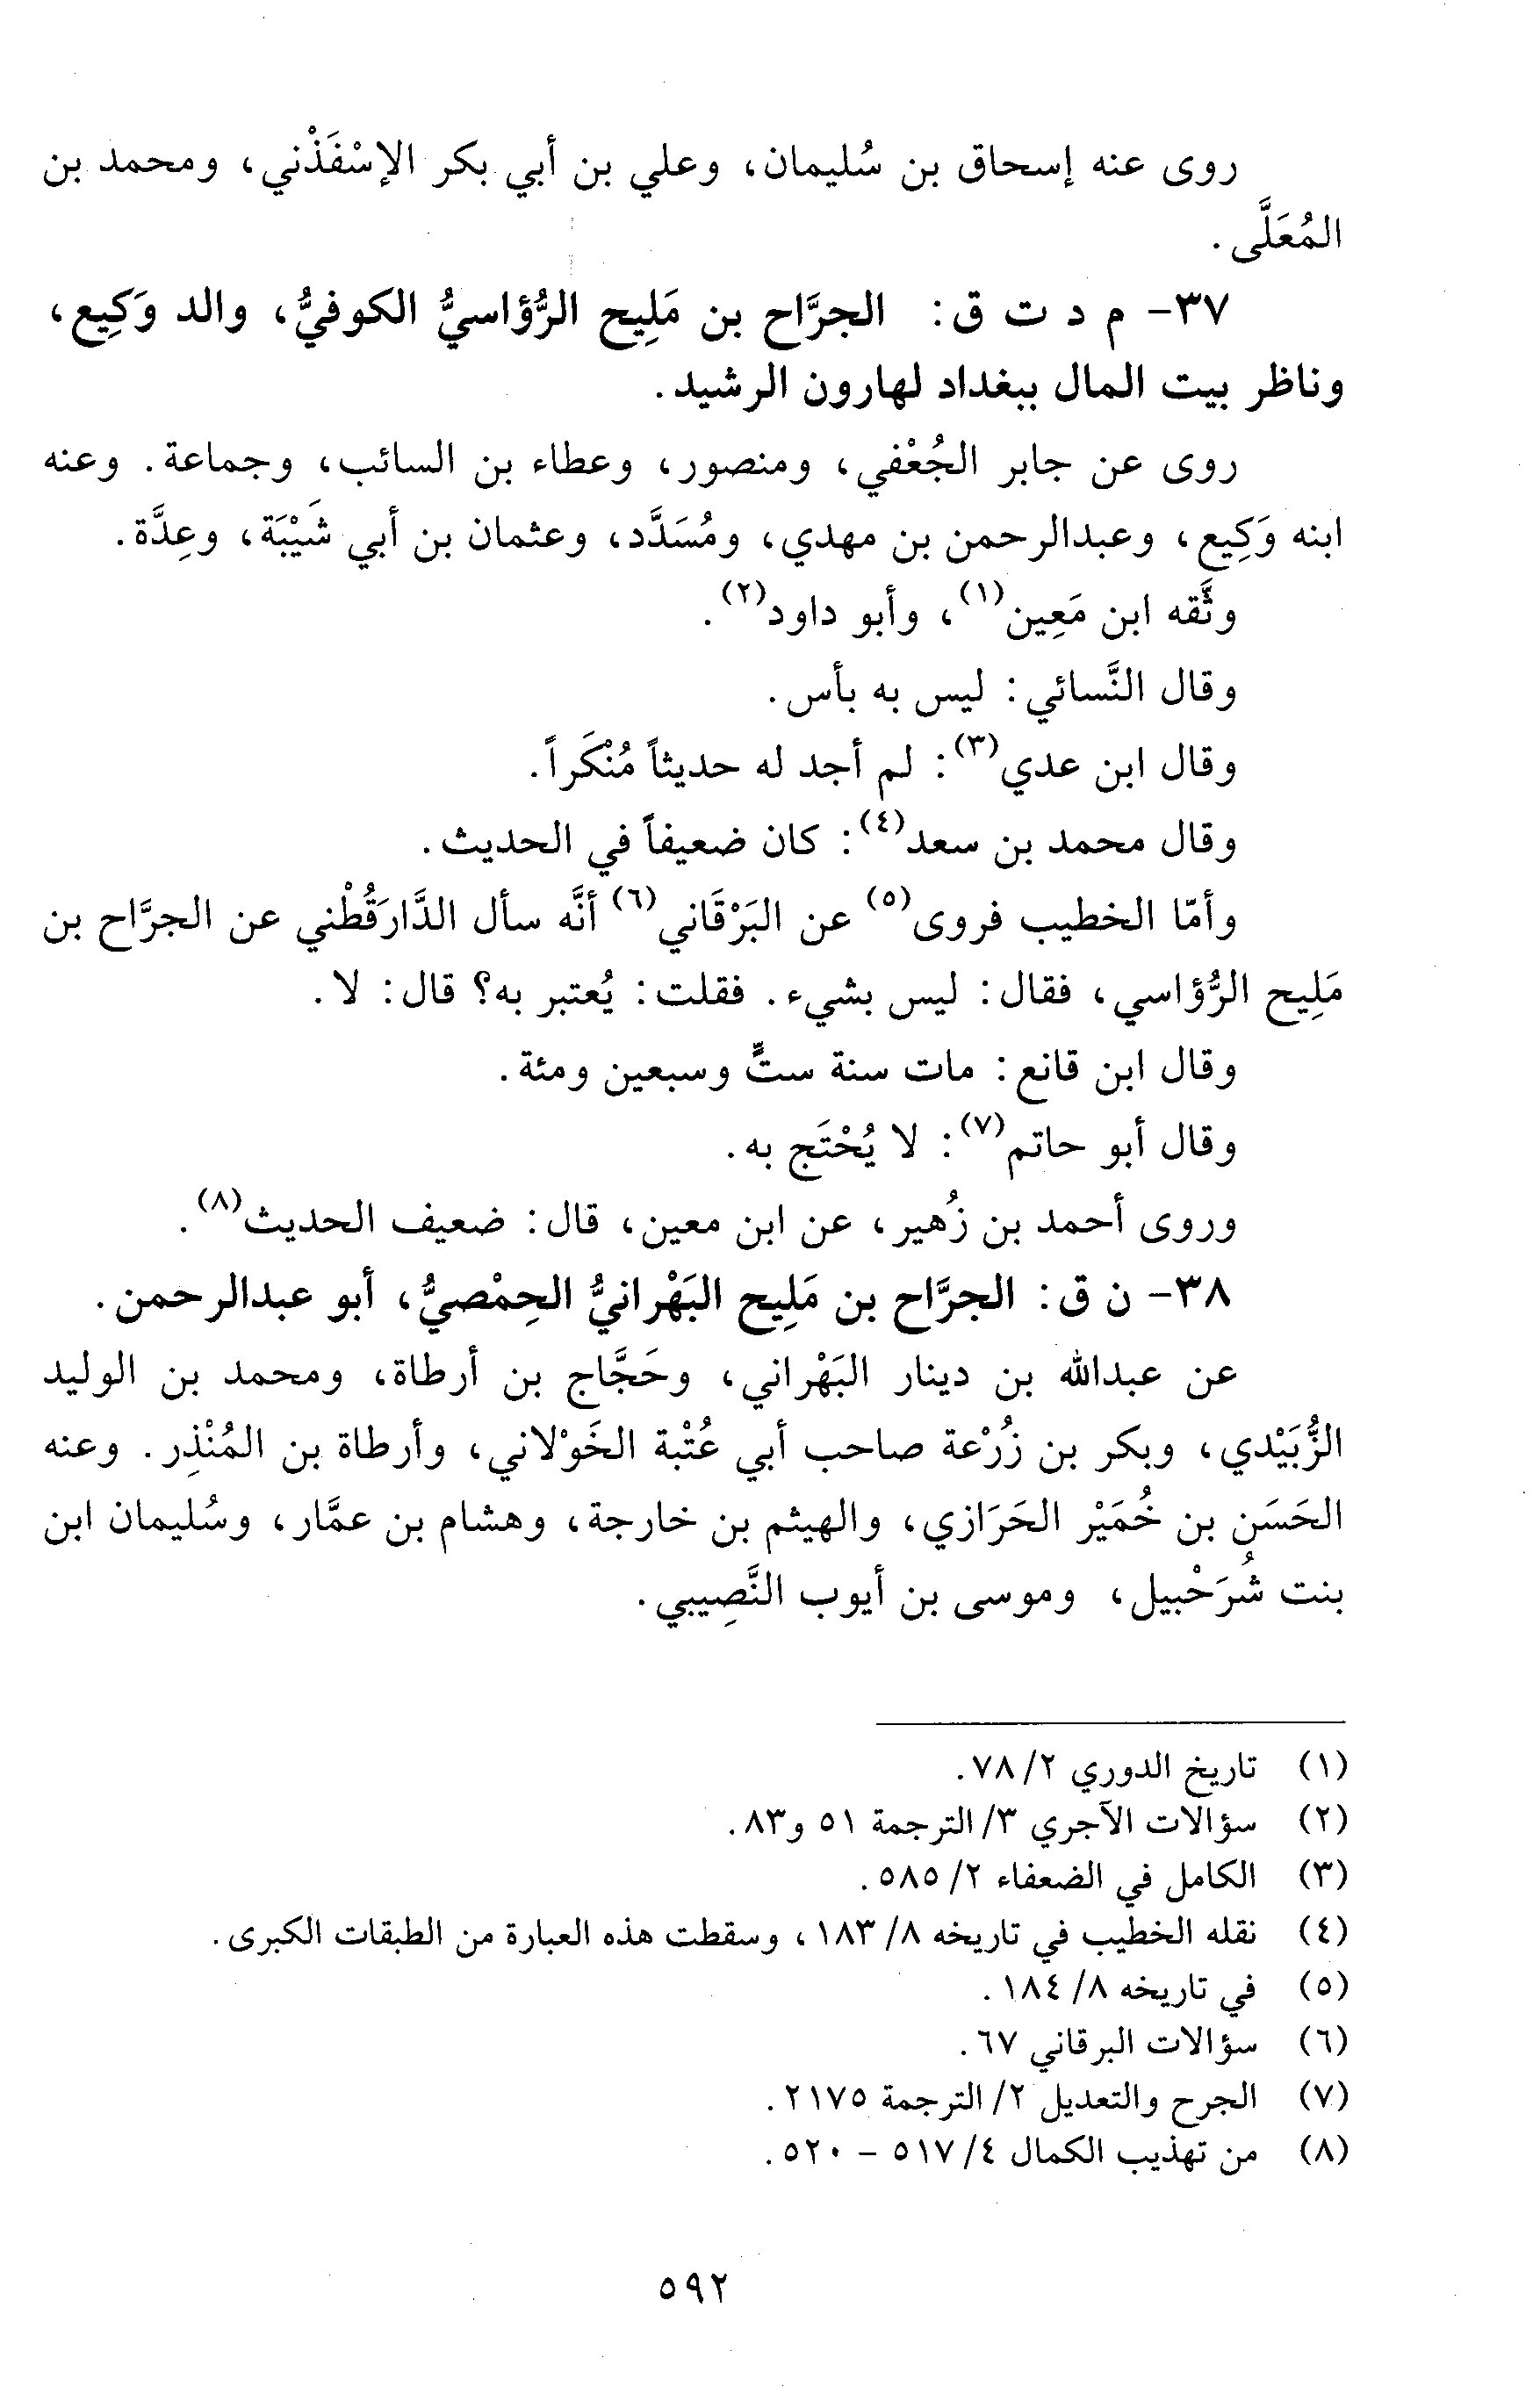 روى عنه إسحاق بن سُليمان، وعلي بن أبي بكر الإسْفَذْني، ومحمد بن
المُعَلَّى.
٣٧- م د ت ق: الجرَّاح بن مَلِيح الرُّؤاسيُّ الكوفيُّ، والد وَكِيع،
وناظر بيت المال ببغداد لهارون الرشيد.
روى عن جابر الجُعْفي، ومنصور، وعطاء بن السائب، وجماعة. وعنه
ابنه وَكِيع، وعبدالرحمن بن مهدي، ومُسَدَّد، وعثمان بن أبي شَيْبَة، وعِدَّة.
وثَّقه ابن مَعِين(١)، وأبو داود(٢).
وقال النَّسائي: ليس به بأس.
وقال ابن عدي(٣): لم أجد له حديثاً مُنْكَراً.
وقال محمد بن سعد(٤): كان ضعيفاً في الحديث.
وأمّا الخطيب فروى(٥) عن البَرْقَاني(٦) أنَّه سأل الدَّارَقُطْني عن الجرَّاح بن
مَلِيح الرُّؤاسي، فقال: ليس بشيء. فقلت: يُعتبر به؟ قال: لا.
وقال ابن قانع: مات سنة ستٍّ وسبعين ومئة.
وقال أبو حاتم(٧): لا يُحْتَج به.
وروى أحمد بن زُهير، عن ابن معين، قال: ضعيف الحديث(٨).
٣٨- ن ق: الجرَّاح بن مَلِيح البَهْرانيُّ الحِمْصيُّ، أبو عبدالرحمن.
عن عبدالله بن دينار البَهْراني، وحَجَّاج بن أرطاة، ومحمد بن الوليد
الزُّبَيْدي، وبكر بن زُرْعة صاحب أبي عُتْبة الخَوْلاني، وأرطاة بن المُنْذِر. وعنه
الحَسَن بن خُمَيْر الحَرَازي، والهيثم بن خارجة، وهشام بن عمَّار، وسُليمان ابن
بنت شُرَحْبيل، وموسى بن أيوب النَّصِيبي.
(١) تاريخ الدوري ٢/ ٧٨.
(٢) سؤالات الآجري ٣/ الترجمة ٥١ و٨٣.
(٣) الكامل في الضعفاء ٢/ ٥٨٥.
(٤) نقله الخطيب في تاريخه ٨/ ١٨٣، وسقطت هذه العبارة من الطبقات الكبرى.
(٥) في تاريخه ٨/ ١٨٤.
(٦) سؤالات البرقاني ٦٧.
(٧) الجرح والتعديل ٢/ الترجمة ٢١٧٥.
(٨) من تهذيب الكمال ٤/ ٥١٧ - ٥٢٠.
٥٩٢